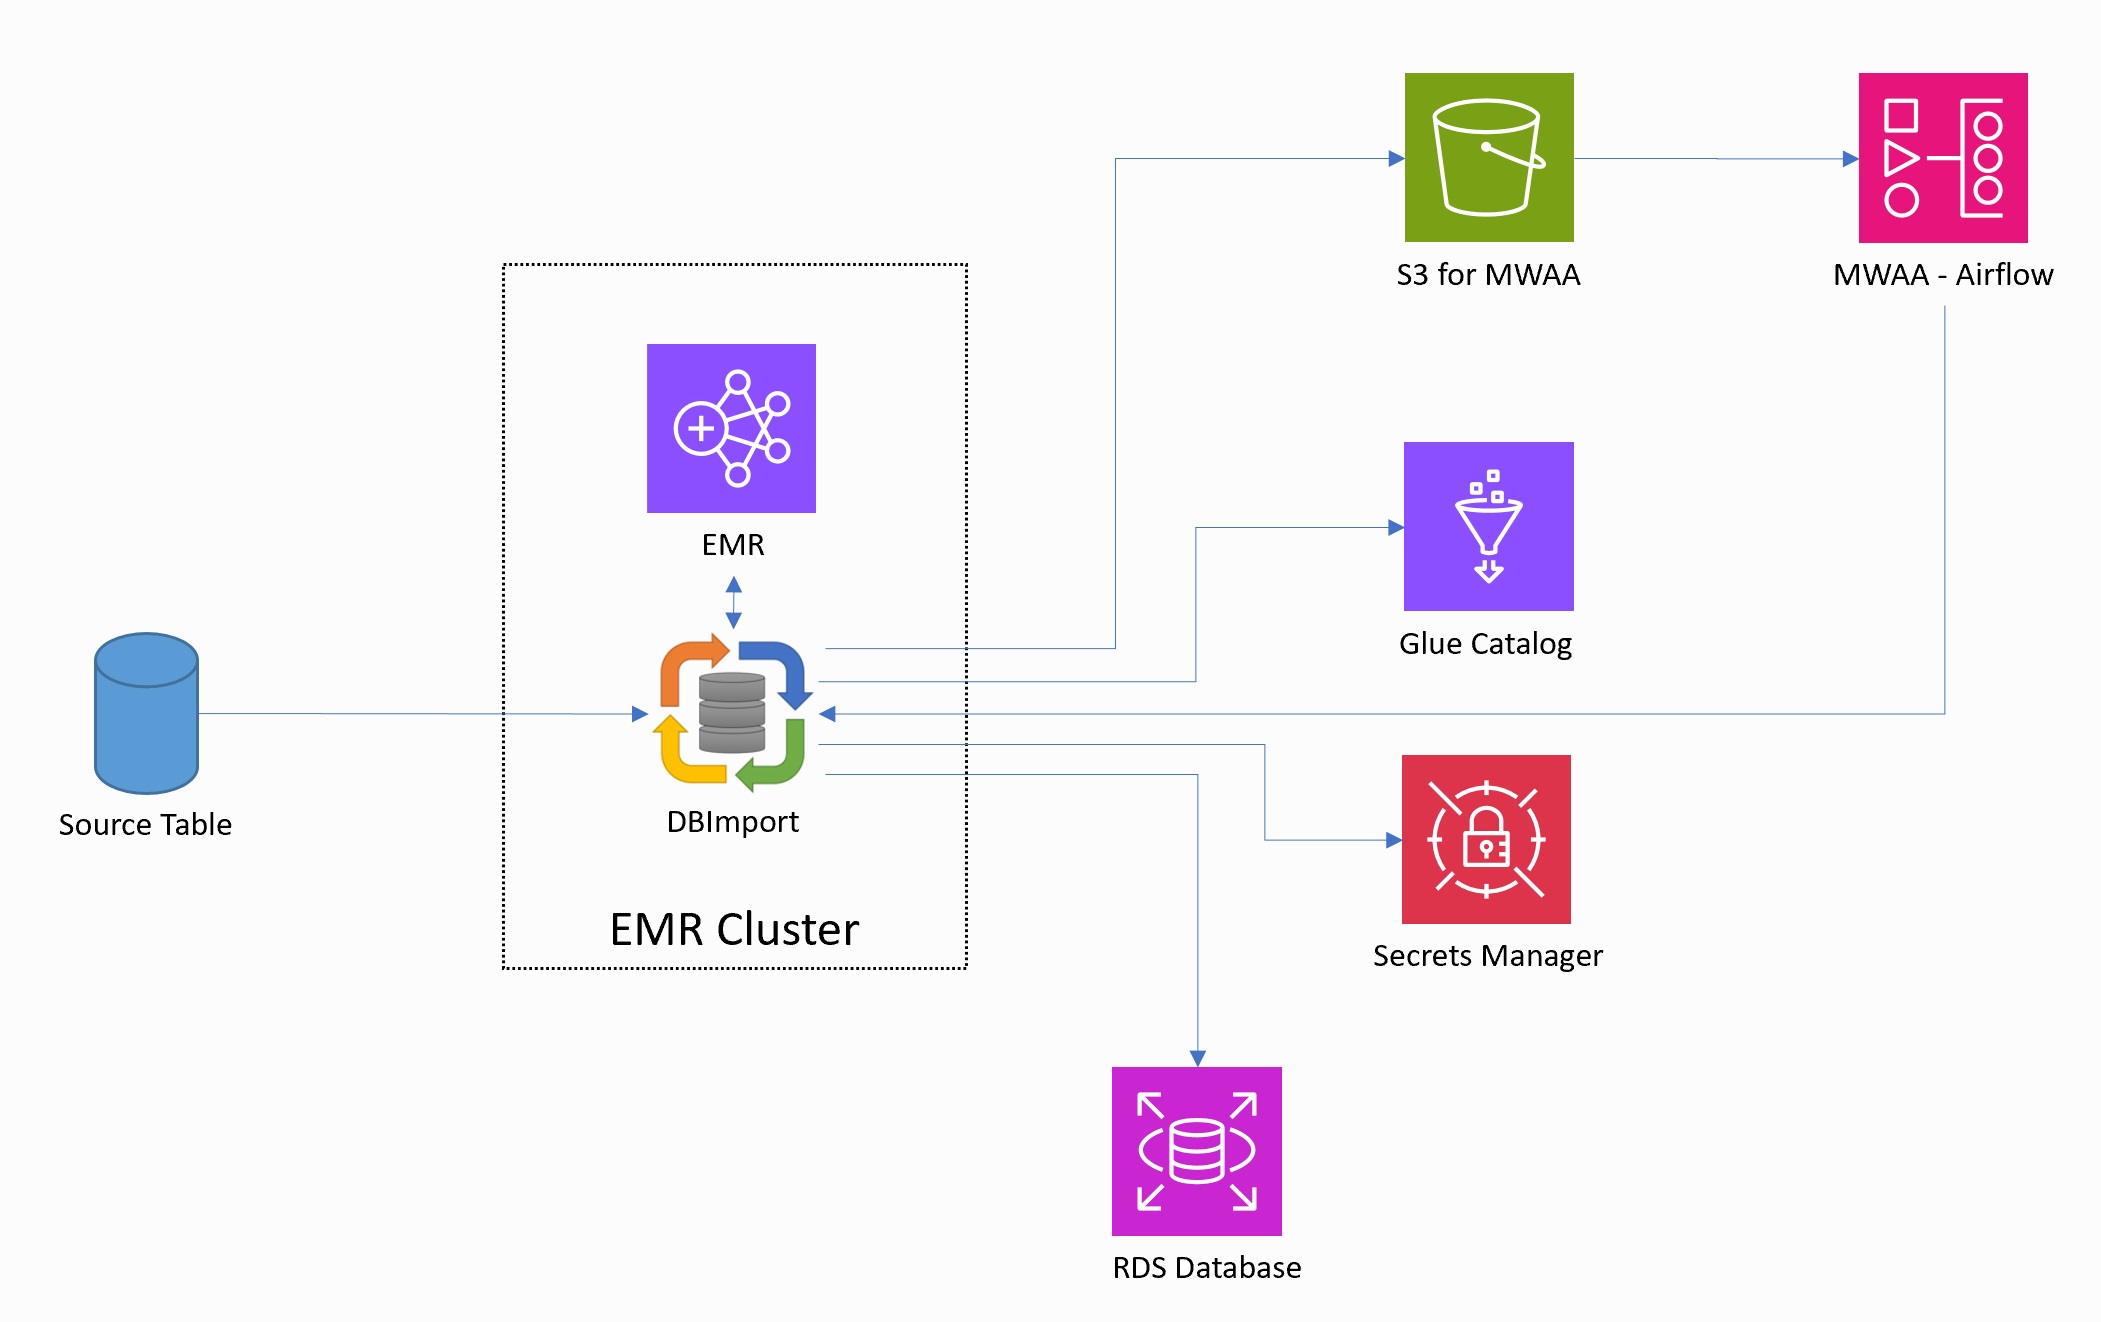 S3 for MWAA
MWAA - Airflow
EMR
Glue Catalog
Source Table
DBImport
EMR Cluster
Secrets Manager
RDS Database